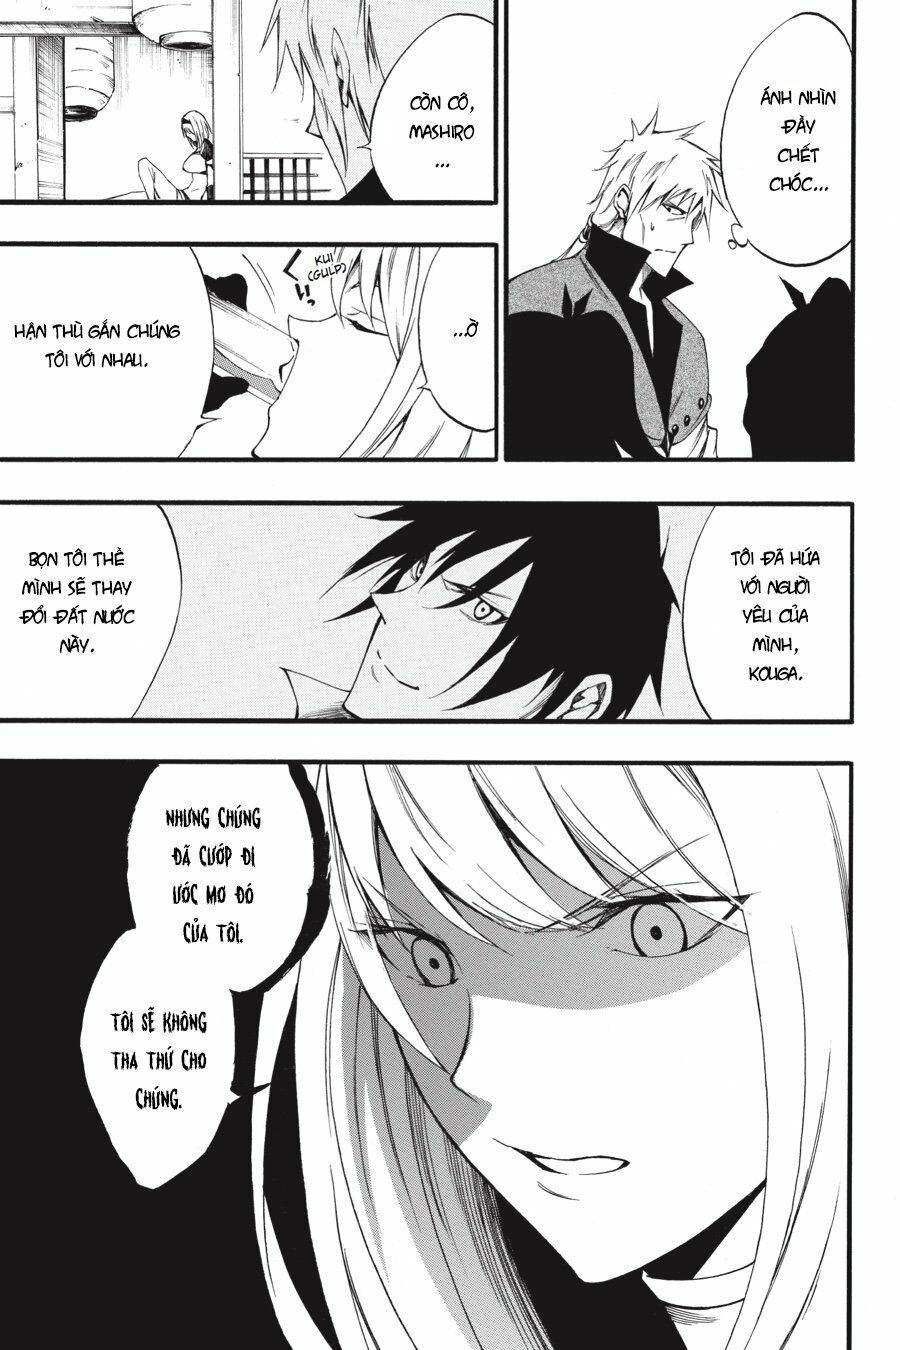 ÁNH NHÌN
ĐẦY
CHẾT
CHÓC...
CÒN CÔ,
MASHIRO
...
...Ờ
KUI
(GULP)
HẬN THÙ GẮN CHÚNG
TÔI VỚI NHAU.
TÔI ĐÃ HỨA
VỚI NGƯỜI
YÊU CỦA
MÌNH,
KOUGA.
BỌN TÔI THỀ
MÌNH SẼ THAY
ĐỔI ĐẤT NƯỚC
NÀY.
NHƯNG CHÚNG
ĐÃ CƯỚP ĐI
ƯỚC MƠ ĐÓ
CỦA TÔI.
TÔI SẼ KHÔNG
THA THỨ CHO
CHÚNG.